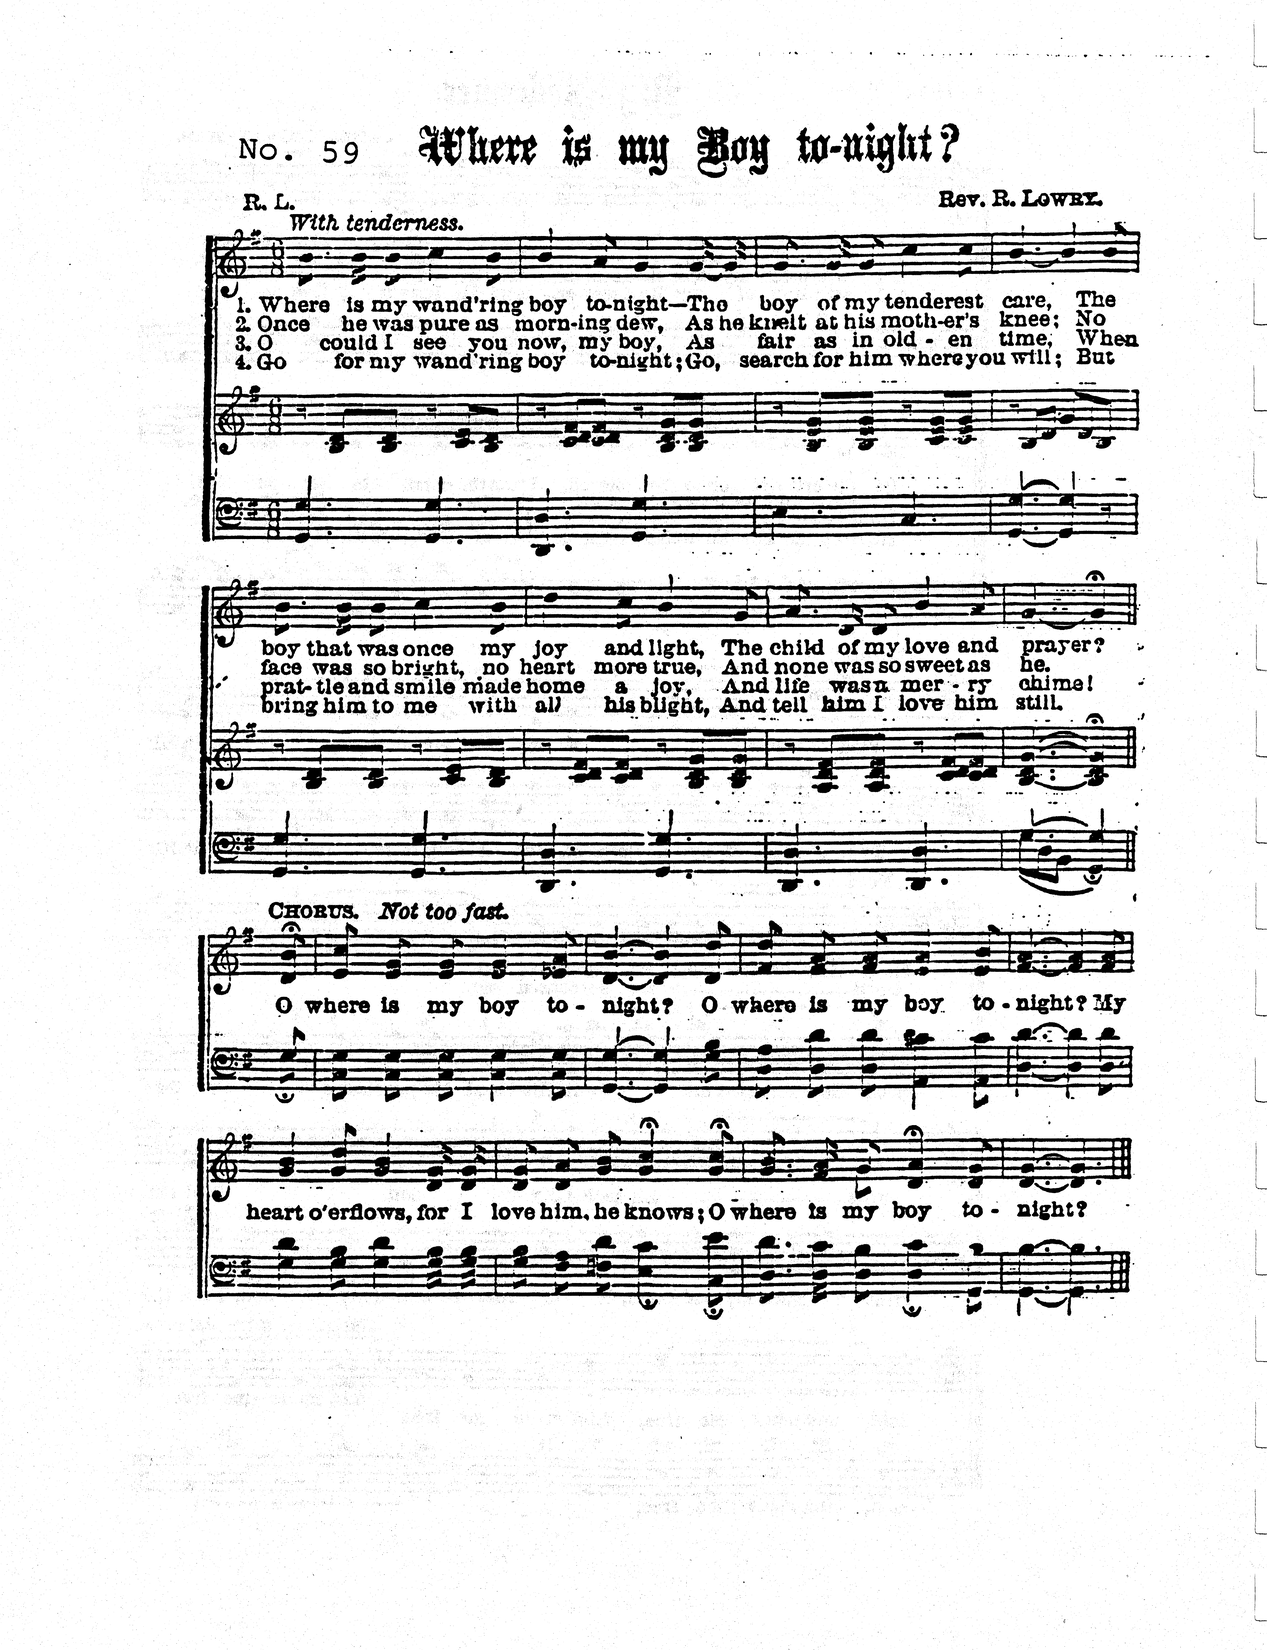 No. 59 Where is my Boy to-night?
R. L. Rev. R. LOWRY.
With tenderness.
1. Where is my wand'ring boy to-night—The boy of my tenderest care, The
2. Once he was pure as morn-ing dew, As he knelt at his moth-er's knee; No
3. O could I see you now, my boy, As fair as in old - en time, When
4. Go for my wand'ring boy to-night; Go, search for him where you will; But
boy that was once my joy and light, The child of my love and prayer?
face was so bright, no heart more true, And none was so sweet as he.
prat-tle and smile made home a joy, And life was a mer - ry chime!
bring him to me with all his blight, And tell him I love him still.
CHORUS. Not too fast.
O where is my boy to - night? O where is my boy to - night? My
heart o'erflows, for I love him, he knows; O where is my boy to - night?